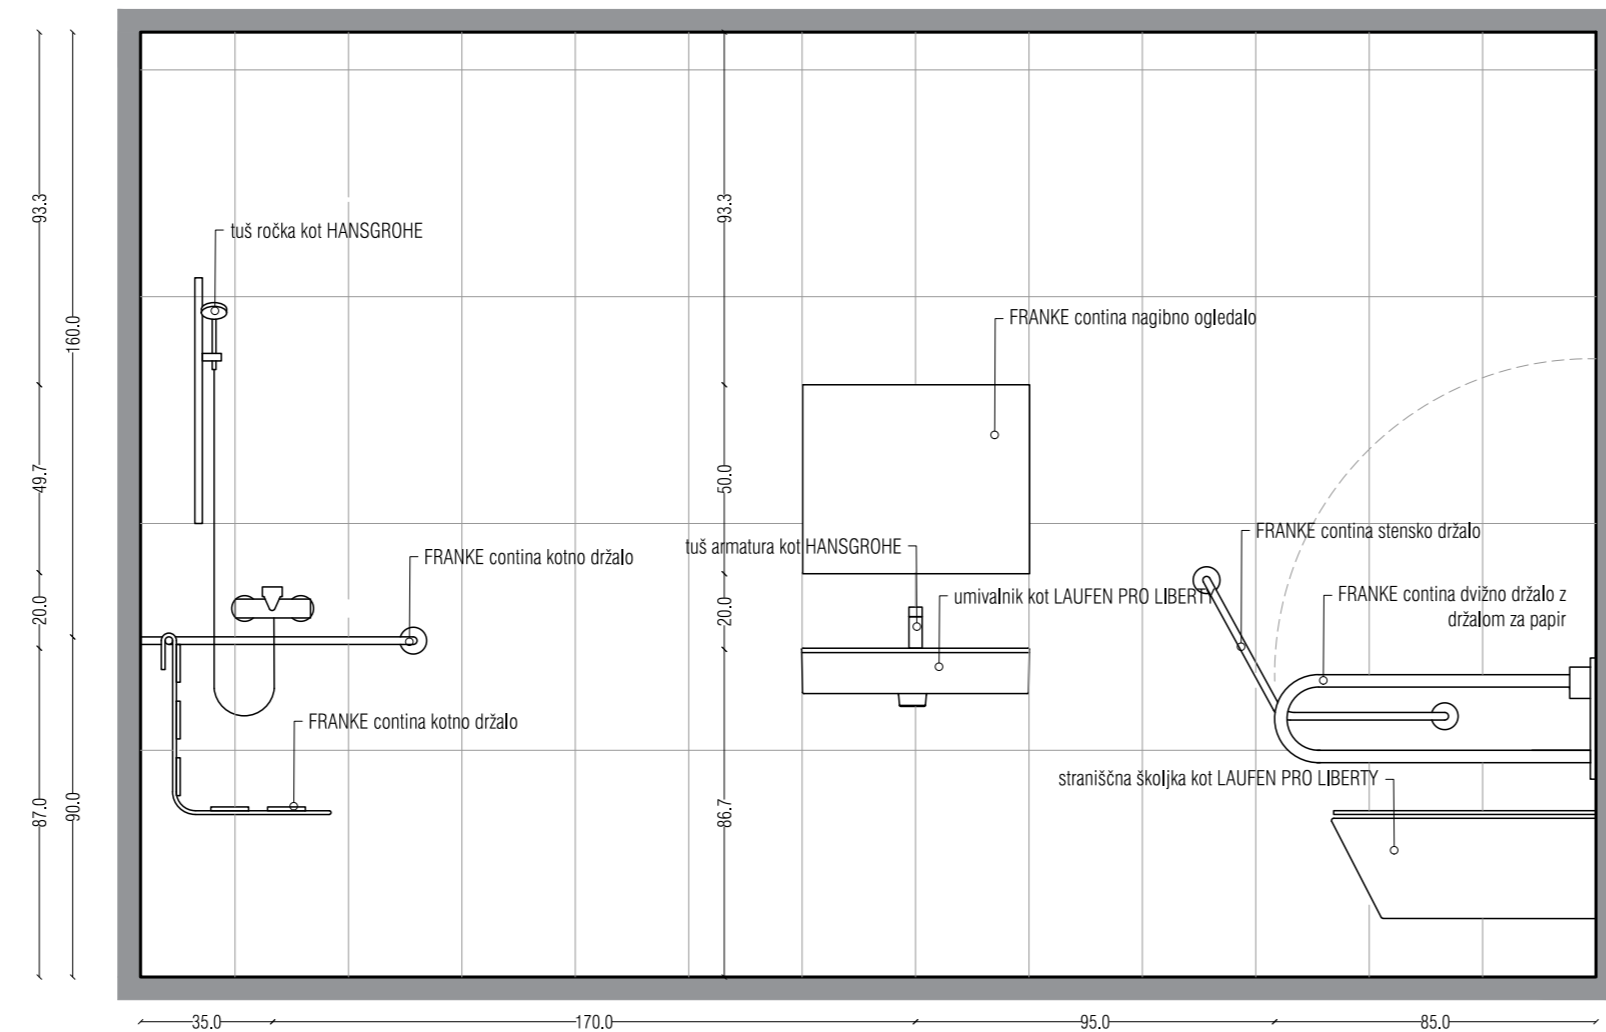 93.3
160.0
49.7
20.0
87.0
90.0
tuš ročka kot HANSGROHE
FRANKE contina kotno držalo
FRANKE contina kotno držalo
93.3
50.0
20.0
86.7
FRANKE contina nagibno ogledalo
tuš armatura kot HANSGROHE
umivalnik kot LAUFEN PRO LIBERTY
FRANKE contina stensko držalo
FRANKE contina dvižno držalo z
držalom za papir
straniščna školjka kot LAUFEN PRO LIBERTY
35.0
170.0
95.0
85.0